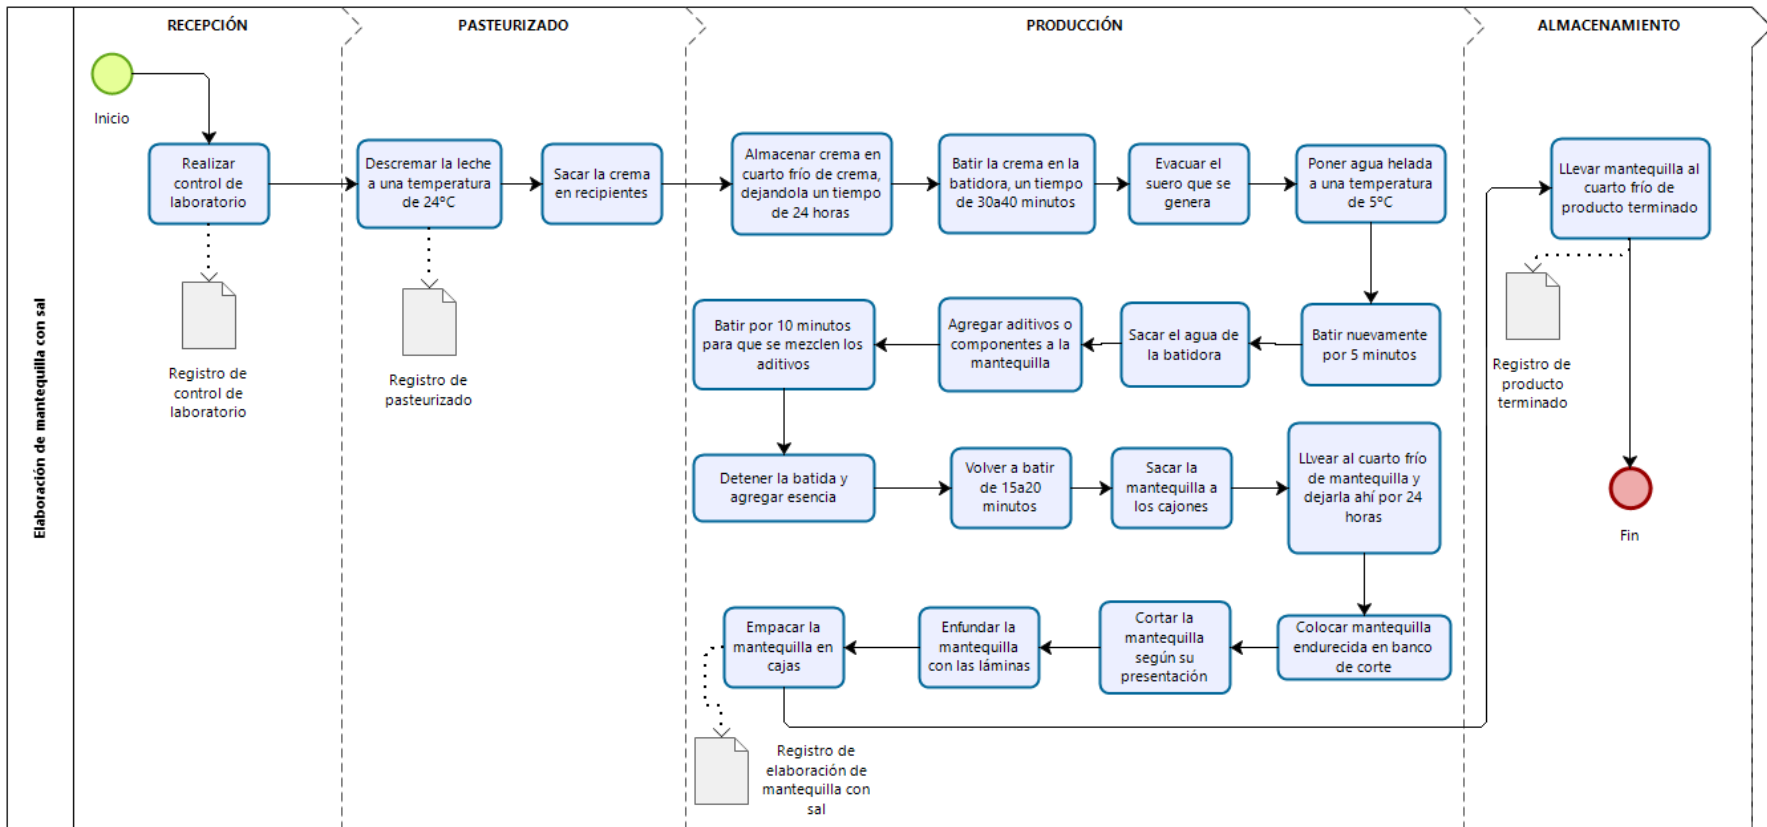 Elaboración de mantequilla con sal
RECEPCIÓN
PASTEURIZADO
PRODUCCIÓN
ALMACENAMIENTO
Inicio
Realizar
control de
laboratorio
Registro de
control de
laboratorio
Descremar la leche
a una temperatura
de 24ºC
Registro de
pasteurizado
Sacar la crema
en recipientes
Almacenar crema en
cuarto frío de crema,
dejandola un tiempo
de 24 horas
Batir la crema en la
batidora, un tiempo
de 30a40 minutos
Evacuar el
suero que se
genera
Poner agua helada
a una temperatura
de 5ºC
Batir nuevamente
por 5 minutos
Sacar el agua de
la batidora
Agregar aditivos o
componentes a la
mantequilla
Batir por 10 minutos
para que se mezclen los
aditivos
Detener la batida y
agregar esencia
Volver a batir
de 15a20
minutos
Sacar la
mantequilla a
los cajones
LLvear al cuarto frío
de mantequilla y
dejarla ahí por 24
horas
Colocar mantequilla
endurecida en banco
de corte
Cortar la
mantequilla
según su
presentación
Enfundar la
mantequilla
con las láminas
Empacar la
mantequilla en
cajas
Registro de
elaboración de
mantequilla con
sal
LLevar mantequilla al
cuarto frío de
producto terminado
Registro de
producto
terminado
Fin